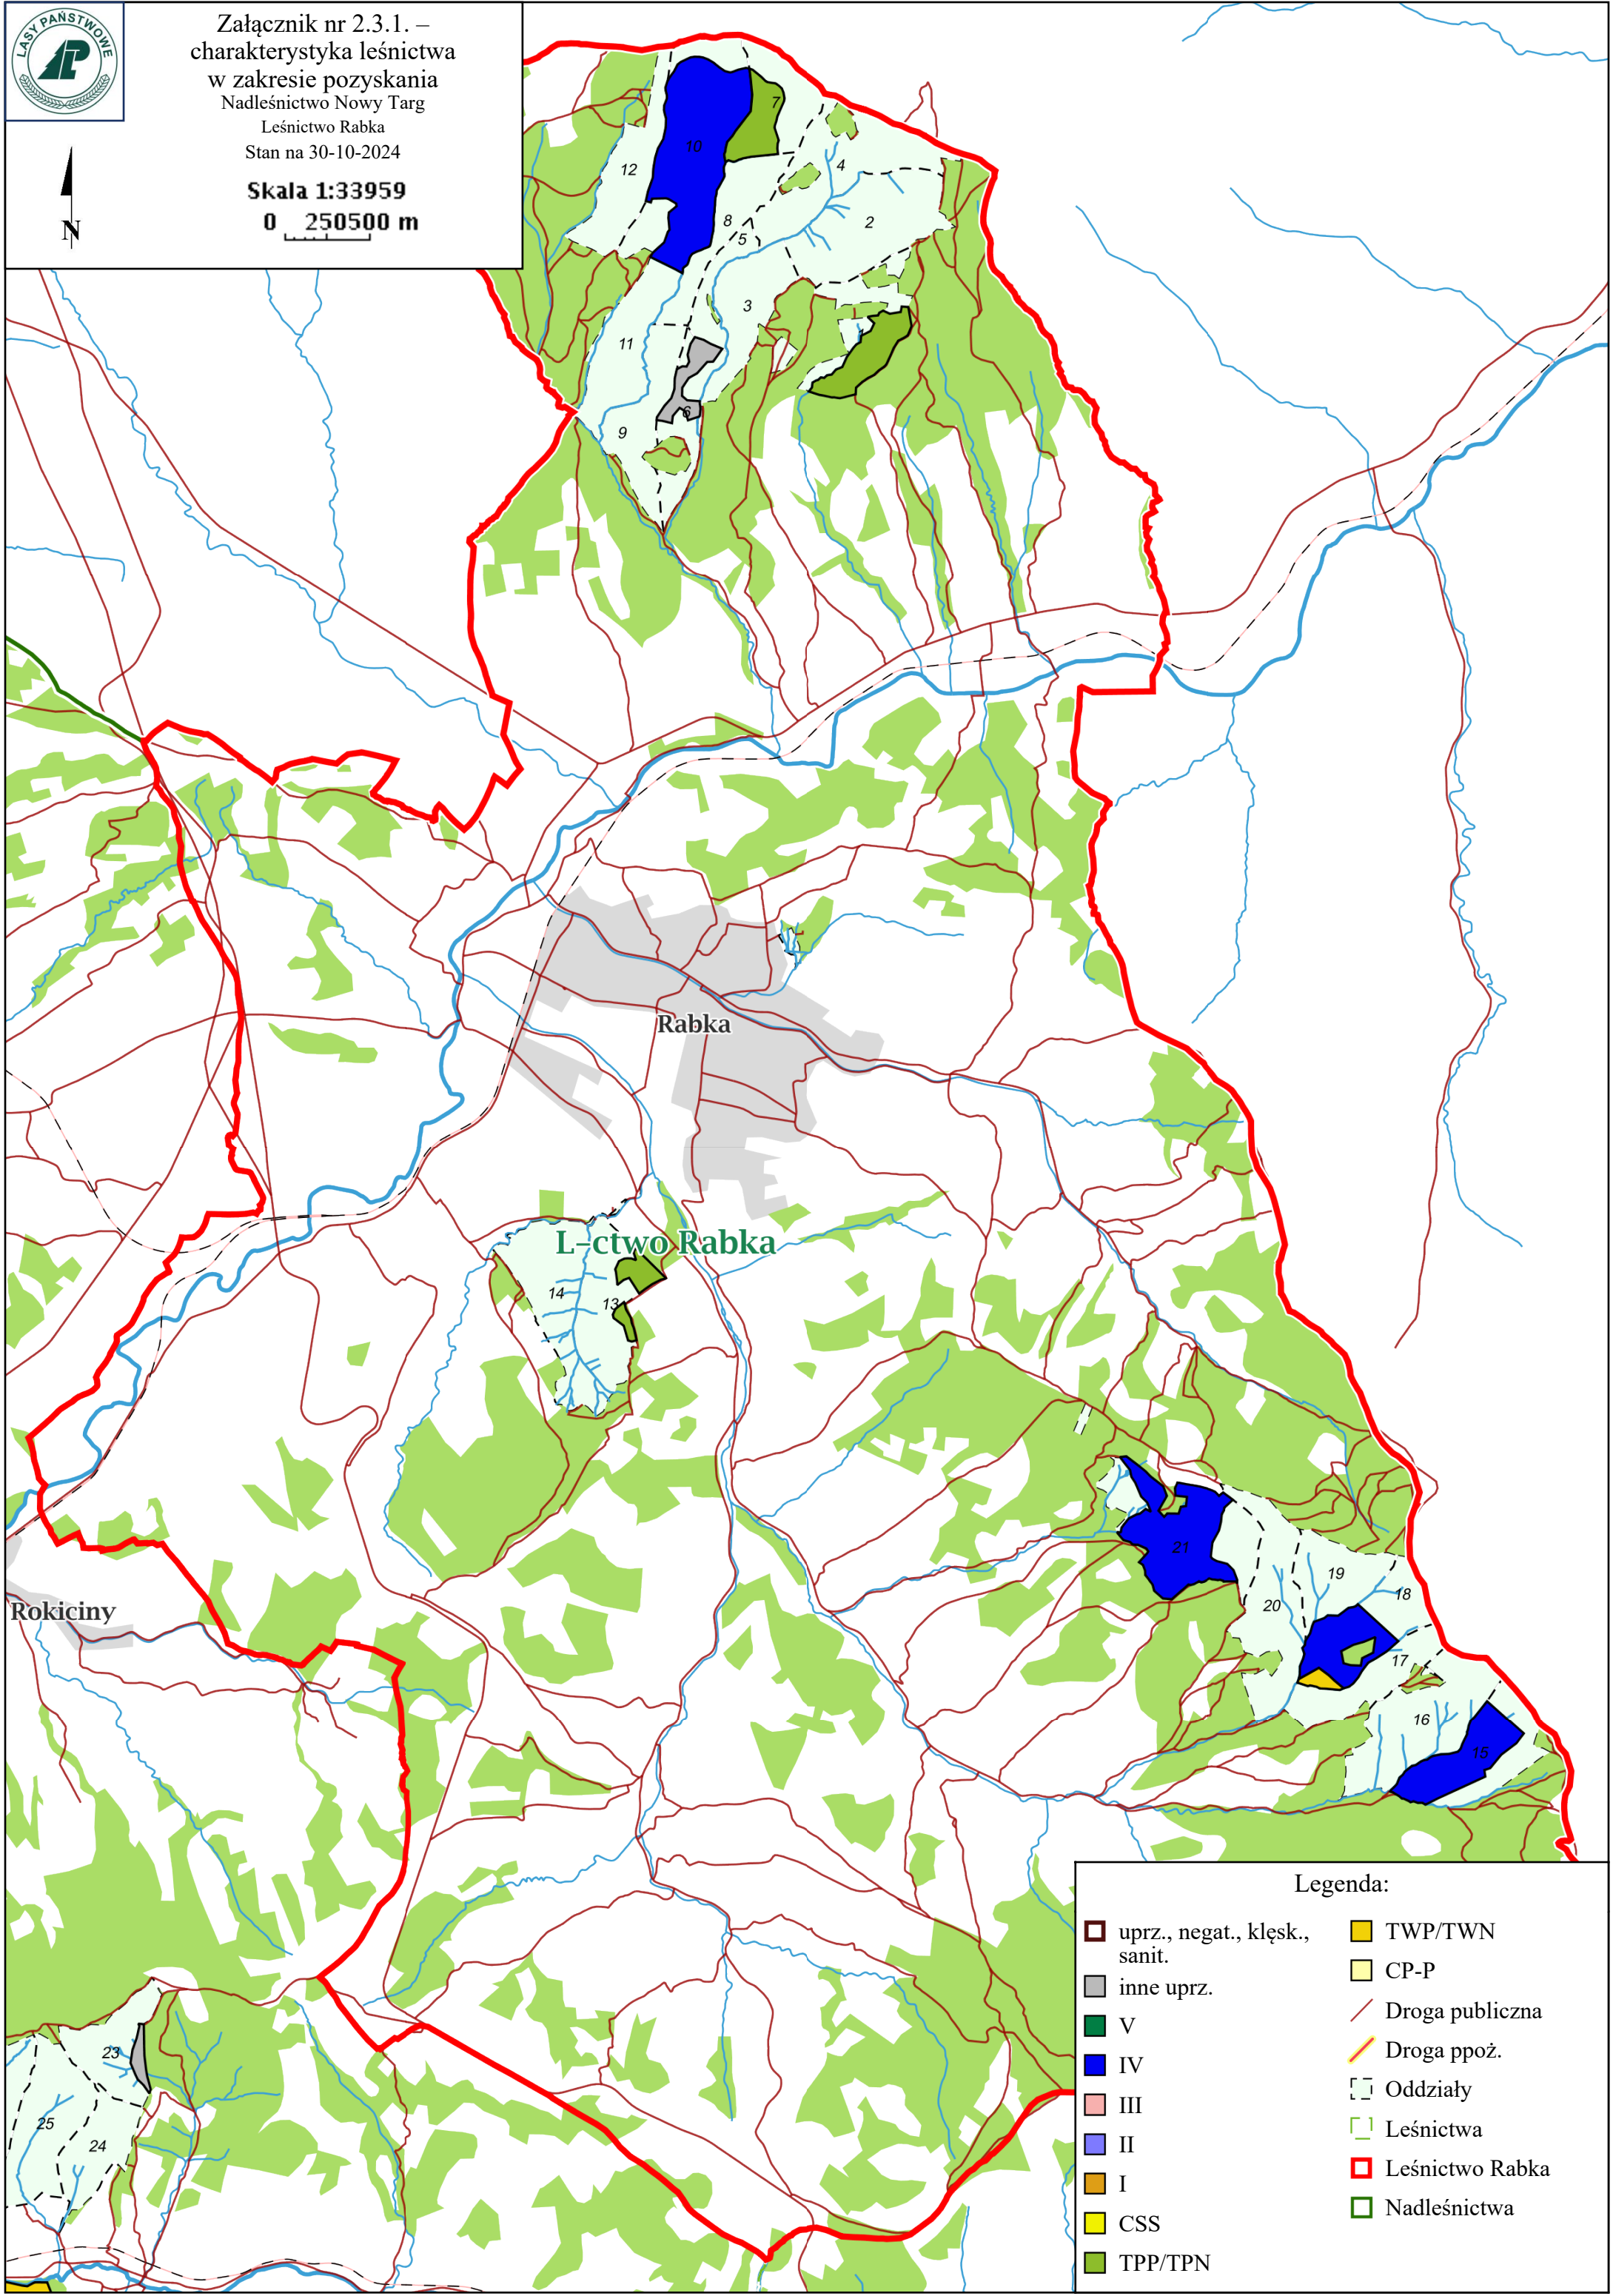 LASY PAŃSTWOWE
Załącznik nr 2.3.1. –
charakterystyka leśnictwa
w zakresie pozyskania
Nadleśnictwo Nowy Targ
Leśnictwo Rabka
Stan na 30-10-2024
Skala 1:33959
0 250500 m
N
7
10
12
4
8
5
2
3
1
11
6
9
Rabka
L-ctwo Rabka
14
13
21
19
18
20
17
16
15
Rokiciny
23
25
24
Legenda:
uprz., negat., klęsk.,
sanit.
inne uprz.
V
IV
III
II
I
CSS
TPP/TPN
TWP/TWN
CP-P
Droga publiczna
Droga ppoż.
Oddziały
Leśnictwa
Leśnictwo Rabka
Nadleśnictwa